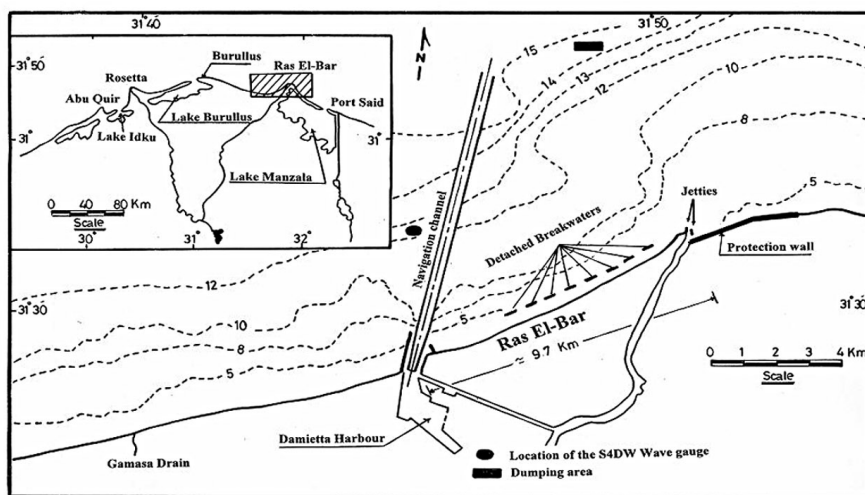 31° 40
31° 50
31° 50
Burullus
Ras El-Bar
Rosetta
Abu Quir
Port Said
Lake Burullus
Lake Idku
31°
Lake Manzala
0 40 80 Km
Scale
30°
31°
32°
N
15
14
13
12
10
8
5
Jetties
Navigation channel
Detached Breakwaters
Protection wall
12
31° 30
10
8
5
5
31° 30
Ras El-Bar
≃ 9.7 Km
0 1 2 3 4 Km
Scale
Damietta Harbour
Gamasa Drain
Location of the S4DW Wave gauge
Dumping area